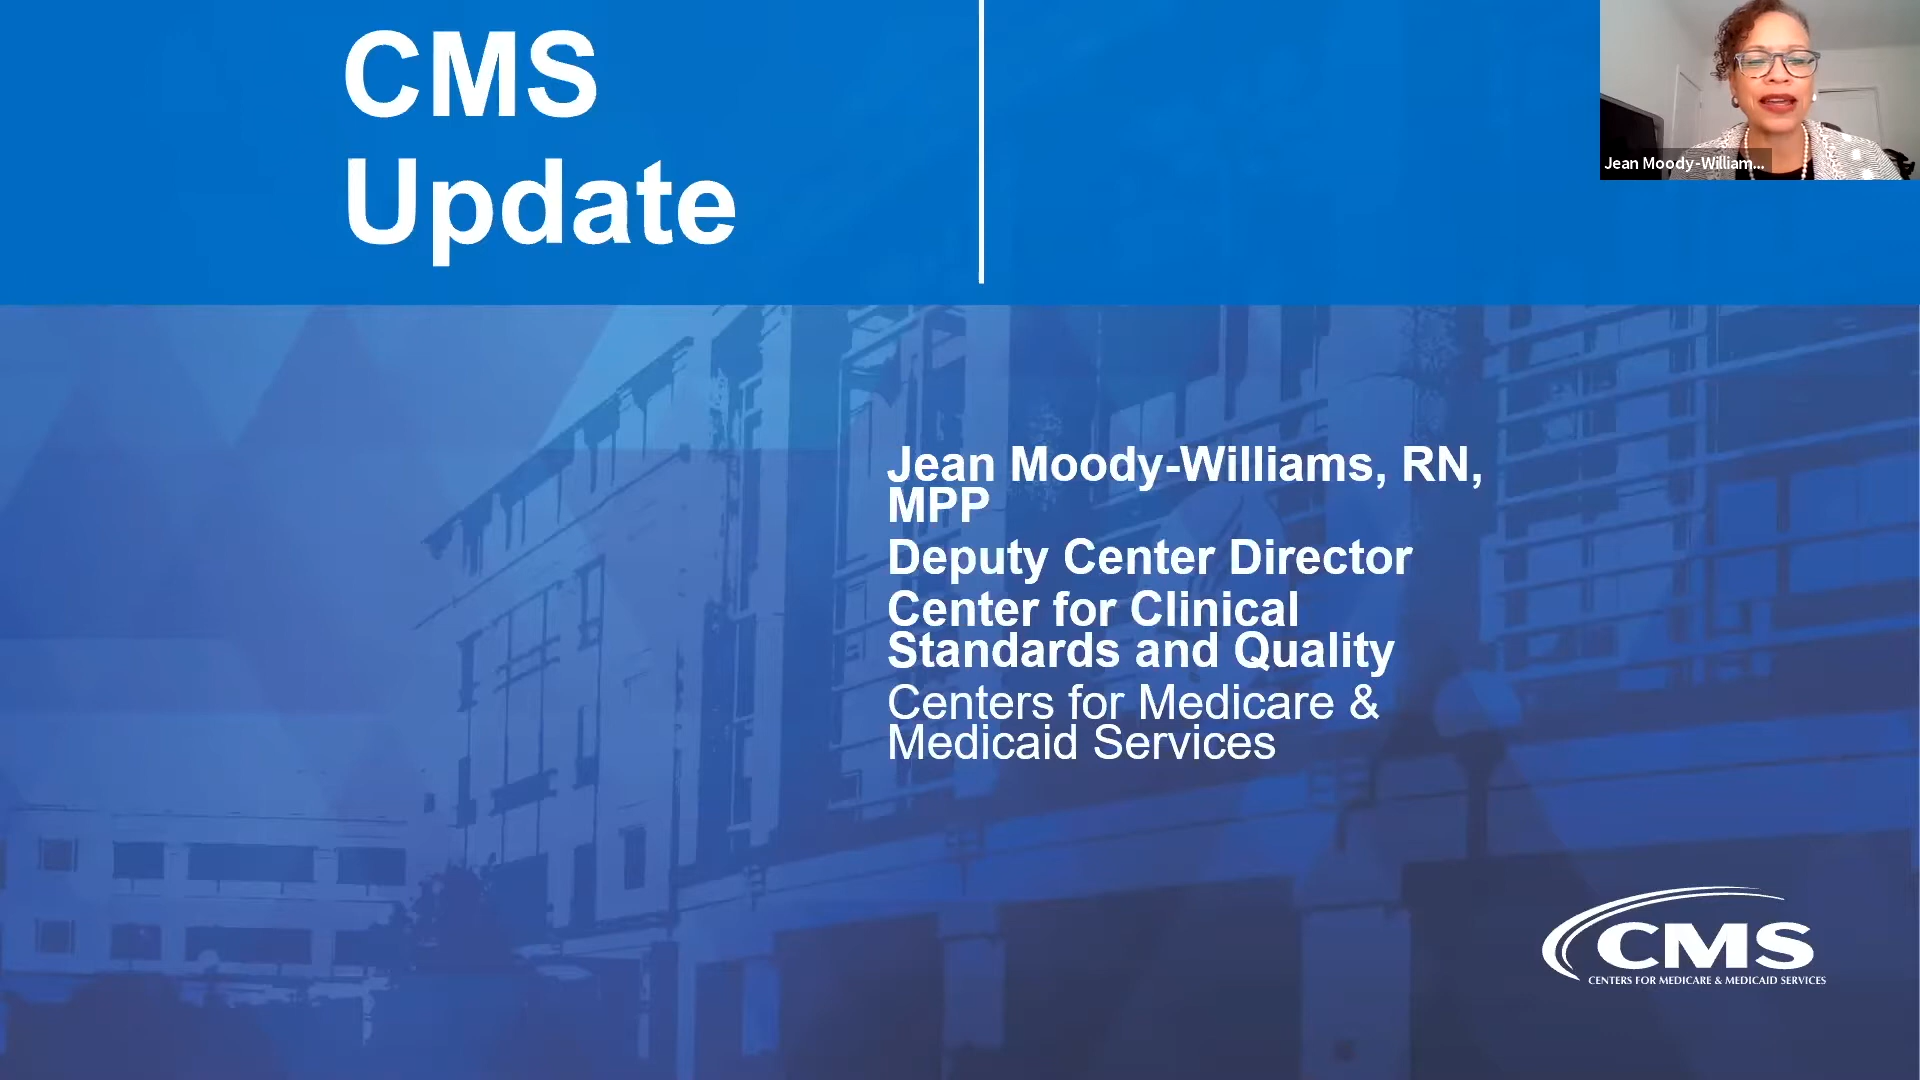 CMS
Update
Jean Moody-William...
Jean Moody-Williams, RN,
MPP
Deputy Center Director
Center for Clinical
Standards and Quality
Centers for Medicare &
Medicaid Services
CMS
CENTERS FOR MEDICARE & MEDICAID SERVICES